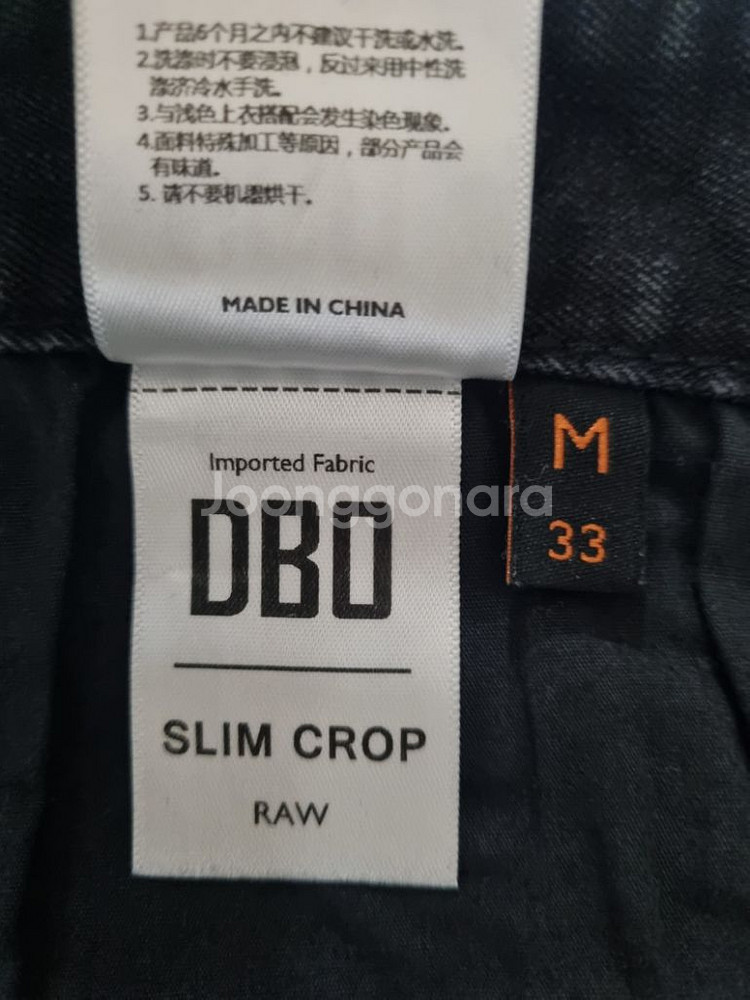 1.产品6个月之内不建议干洗或水洗。
2.洗涤时不要浸泡，反过来用中性洗
涤济冷水手洗。
3.与浅色上衣搭配会发生染色现象。
4.面料特殊加工等原因，部分产品会
有味道。
5. 请不要机器烘干。
MADE IN CHINA
Imported Fabric
Joonggonara
DBO
SLIM CROP
RAW
M
33